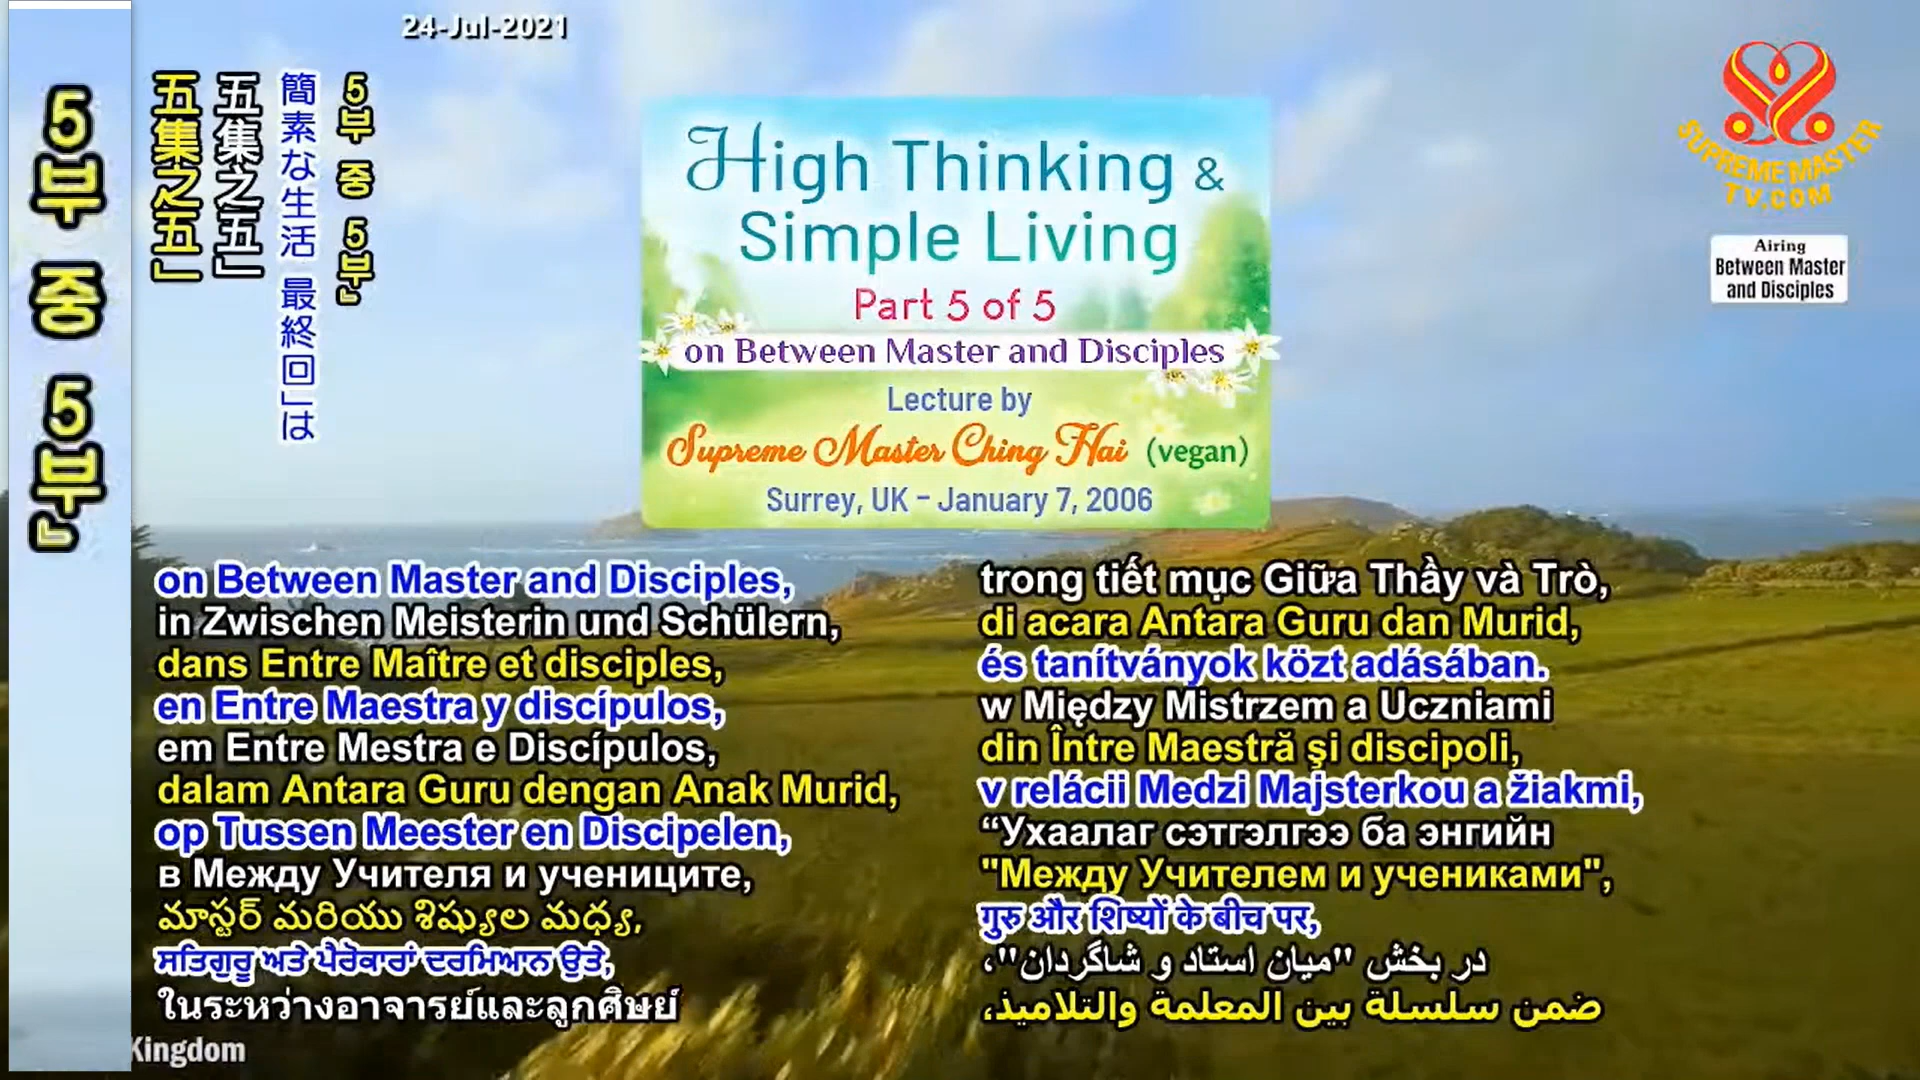 24-Jul-2021
5부 중 5부』
五集之五」
五集之五」
簡素な生活 最終回」は
5부 중 5부』
High Thinking &
Simple Living
Part 5 of 5
on Between Master and Disciples
Lecture by
Supreme Master Ching Hai (vegan)
Surrey, UK – January 7, 2006
SUPREME MASTER
TV.COM
Airing
Between Master
and Disciples
on Between Master and Disciples,
in Zwischen Meisterin und Schülern,
dans Entre Maître et disciples,
en Entre Maestra y discípulos,
em Entre Mestra e Discípulos,
dalam Antara Guru dengan Anak Murid,
op Tussen Meester en Discipelen,
в Между Учителя и учениците,
మాస్టర్ మరియు శిష్యుల మధ్య,
ਸਤਿਗੁਰੂ ਅਤੇ ਪੈਰੋਕਾਰਾਂ ਦਰਮਿਆਨ ਉਤੇ,
ในระหว่างอาจารย์และลูกศิษย์
trong tiết mục Giữa Thầy và Trò,
di acara Antara Guru dan Murid,
és tanítványok közt adásában.
w Między Mistrzem a Uczniami
din Între Maestră şi discipoli,
v relácii Medzi Majsterkou a žiakmi,
“Ухаалаг сэтгэлгээ ба энгийн
"Между Учителем и учениками",
गुरु और शिष्यों के बीच पर,
در بخش "میان استاد و شاگردان"،
ضمن سلسلة بين المعلمة والتلاميذ،
Kingdom